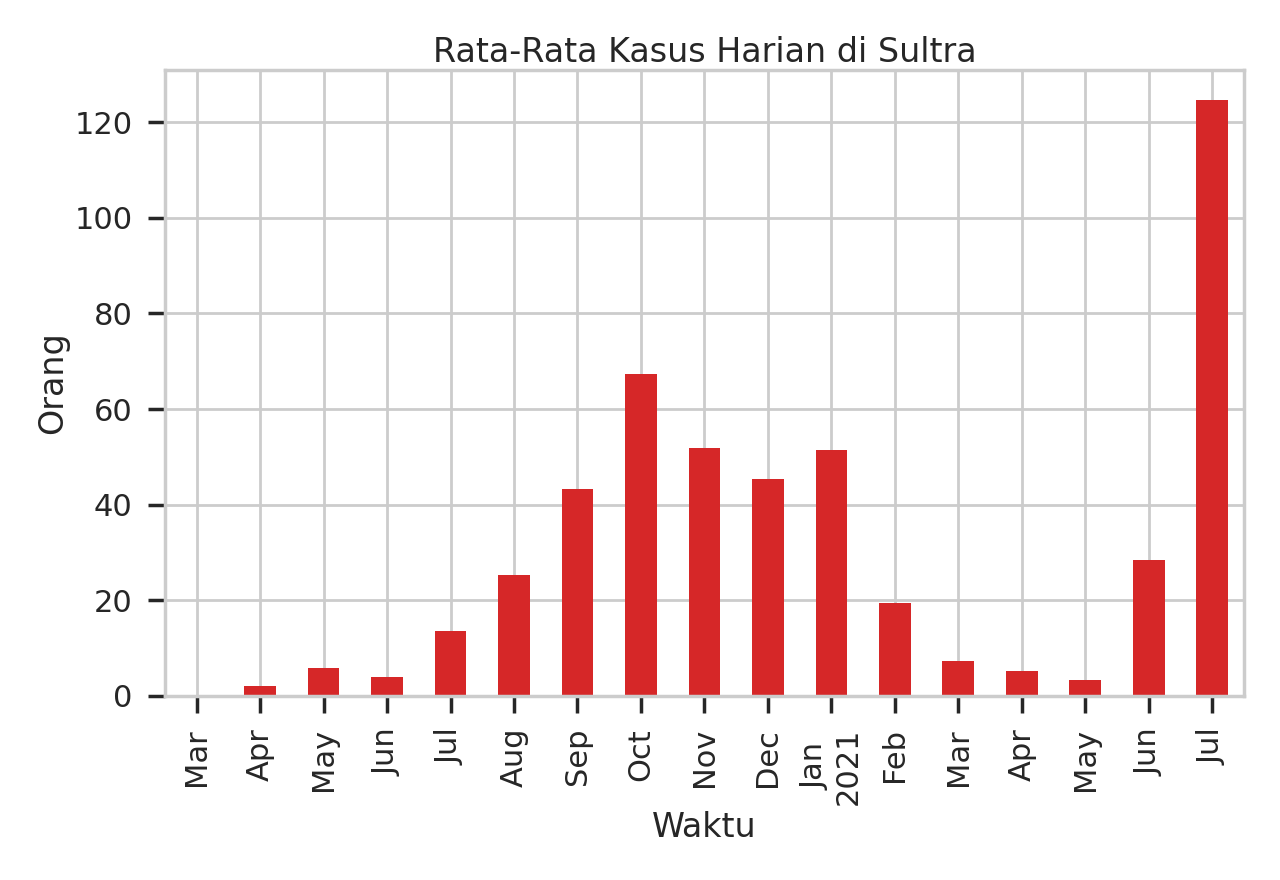 Rata-Rata Kasus Harian di Sultra
Orang
120
100
80
60
40
20
0
Mar
Apr
May
Jun
Jul
Aug
Sep
Oct
Nov
Dec
Jan
2021
Feb
Mar
Apr
May
Jun
Jul
Waktu